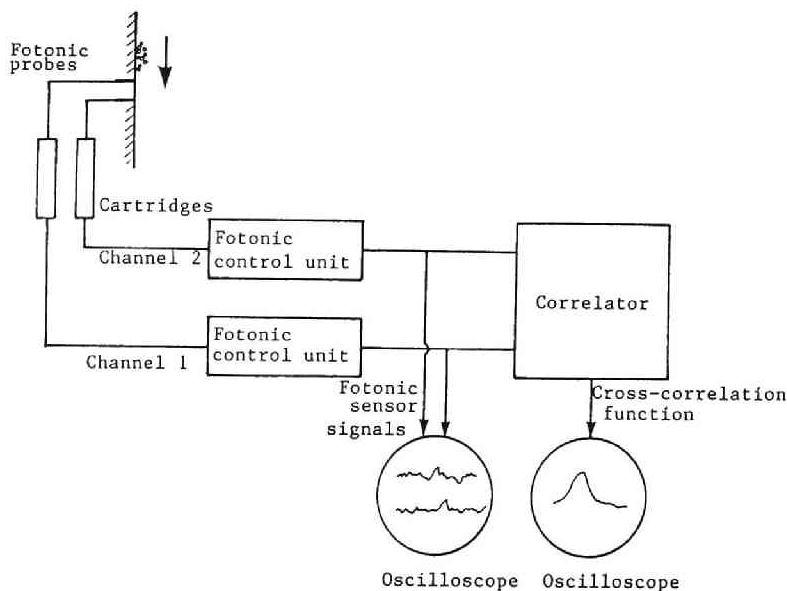 Fotonic
probes
Cartridges
Channel 2
Fotonic
control unit
Correlator
Fotonic
control unit
Channel 1
Fotonic
sensor
signals
Cross-correlation
function
Oscilloscope
Oscilloscope